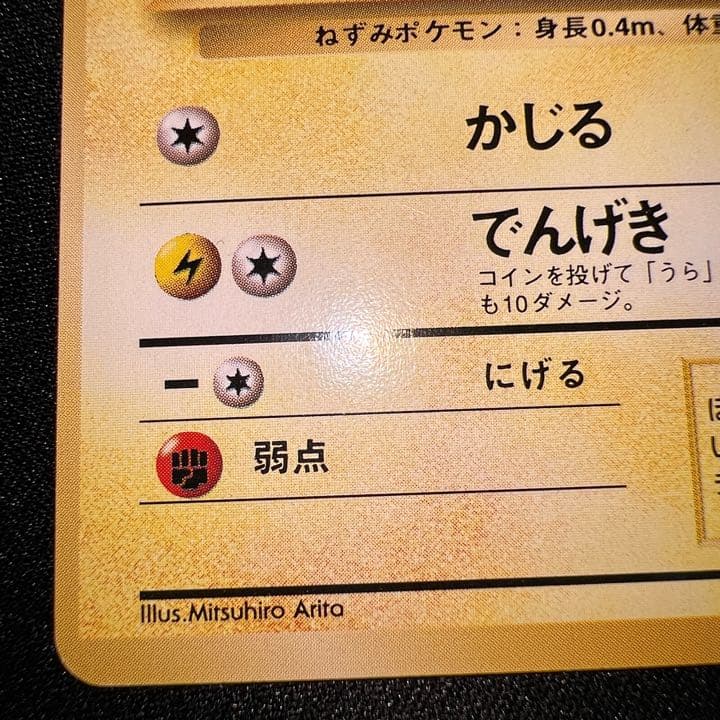 ねずみポケモン：身長0.4m、体重
かじる
でんげき
コインを投げて「うら」
も10ダメージ。
にげる
弱点
Illus.Mitsuhiro Arita